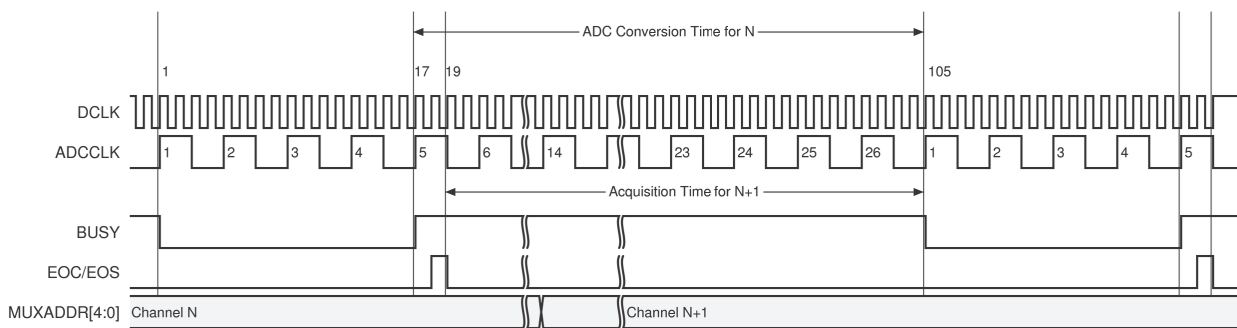 ADC Conversion Time for N
1 17 19 105
DCLK
ADCCLK 1 2 3 4 5 6 14 23 24 25 26 1 2 3 4 5
Acquisition Time for N+1
BUSY
EOC/EOS
MUXADDR[4:0] Channel N Channel N+1